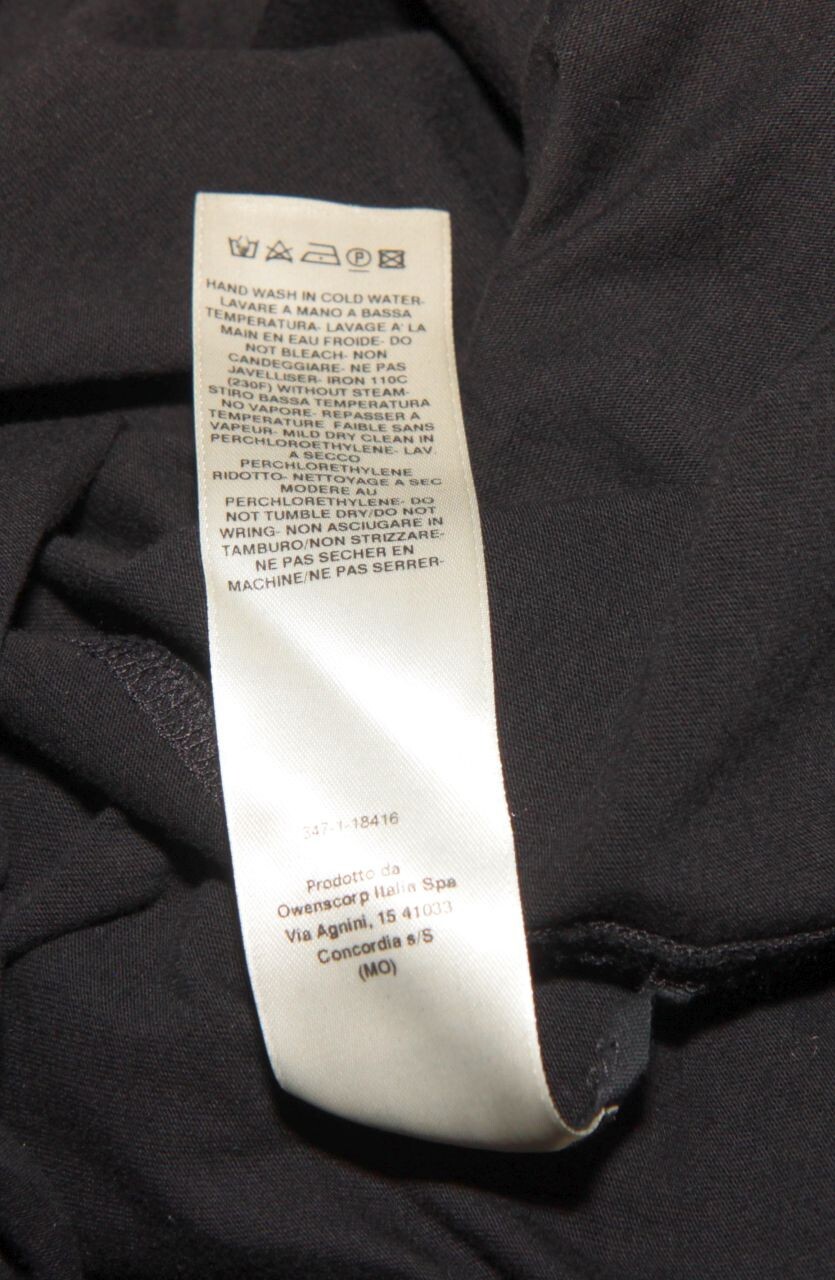 P
HAND WASH IN COLD WATER-
LAVARE A MANO A BASSA
TEMPERATURA- LAVAGE A' LA
MAIN EN EAU FROIDE- DO
NOT BLEACH- NON
CANDEGGIARE- NE PAS
JAVELLISER- IRON 110C
(230F) WITHOUT STEAM-
STIRO BASSA TEMPERATURA
NO VAPORE- REPASSER A
TEMPERATURE FAIBLE SANS
VAPEUR- MILD DRY CLEAN IN
PERCHLOROETHYLENE- LAV.
A SECCO
PERCHLORETHYLENE
RIDOTTO- NETTOYAGE A SEC
MODERE AU
PERCHLORETHYLENE- DO
NOT TUMBLE DRY/DO NOT
WRING- NON ASCIUGARE IN
TAMBURO/NON STRIZZARE-
NE PAS SECHER EN
MACHINE/NE PAS SERRER-
347-1-18416
Prodotto da
Owenscorp Italia Spa
Via Agnini, 15 41033
Concordia s/S
(MO)